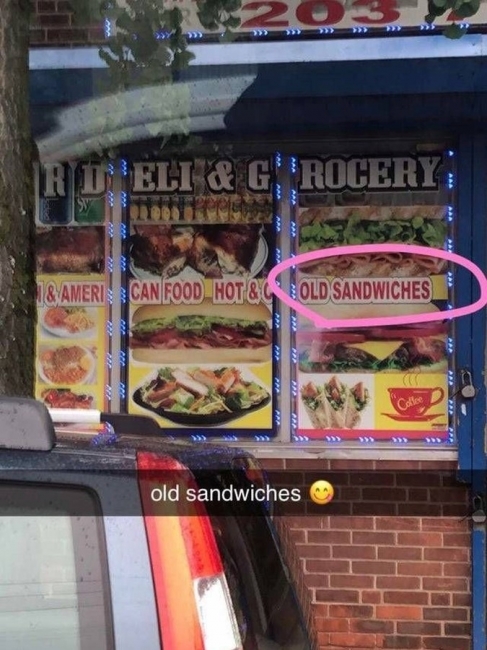 203
R D ELI & G ROCERY
N & AMERI CAN FOOD HOT & C OLD SANDWICHES
Coffee
old sandwiches 😋